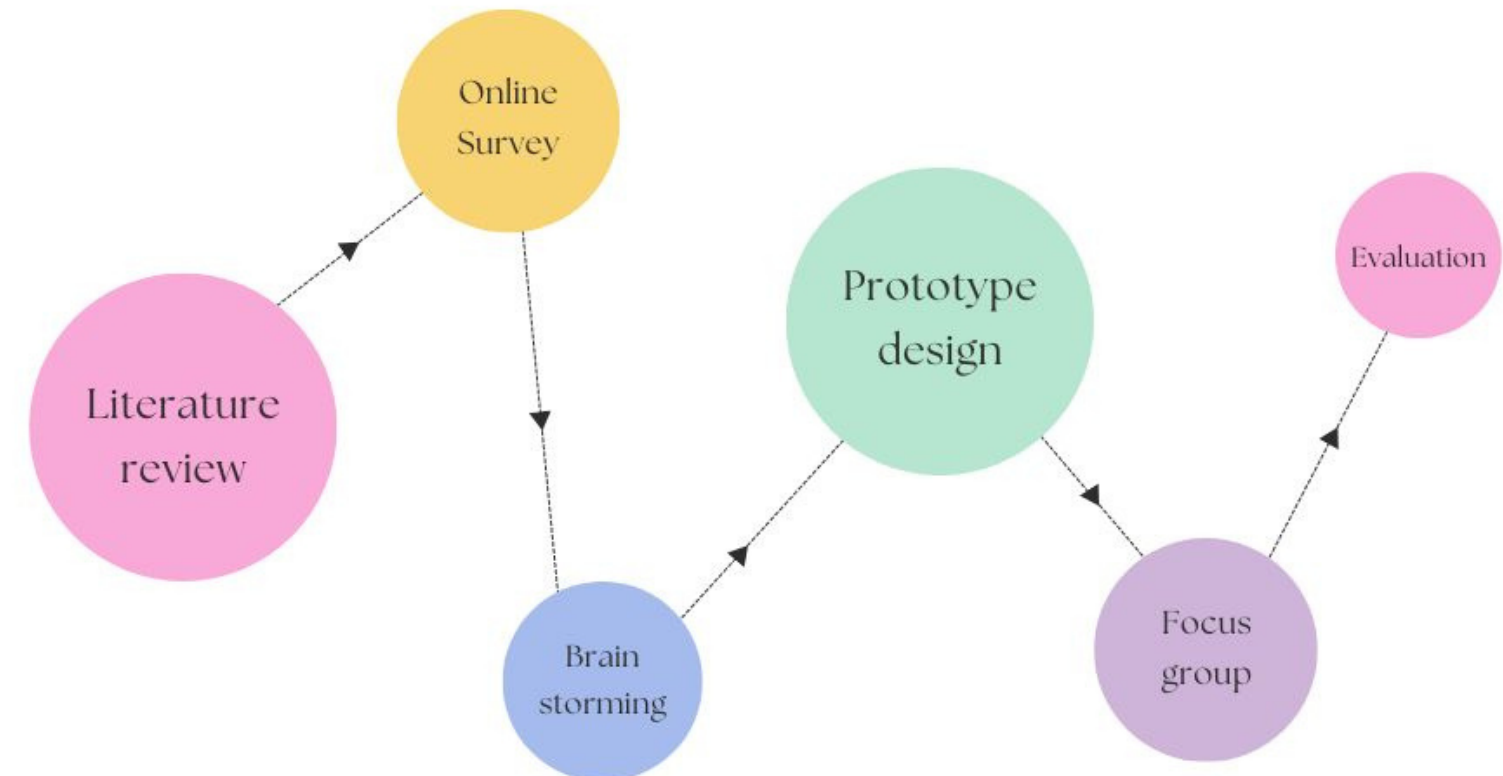 Literature
review
Online
Survey
Brain
storming
Prototype
design
Focus
group
Evaluation